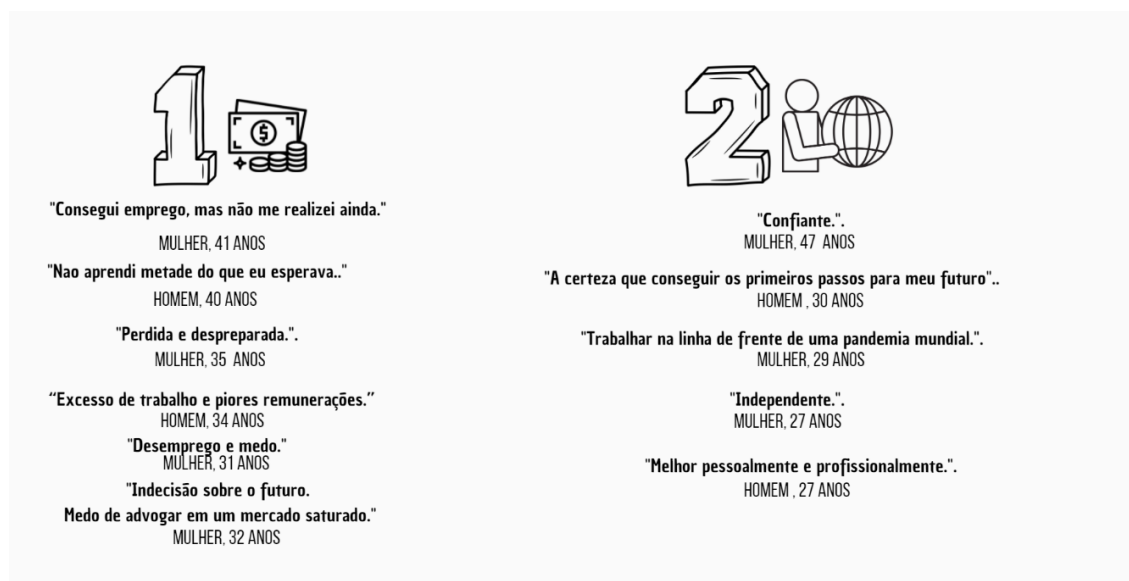 1
"Consegui emprego, mas não me realizei ainda."
MULHER, 41 ANOS
"Nao aprendi metade do que eu esperava.."
HOMEM, 40 ANOS
"Perdida e despreparada.".
MULHER, 35 ANOS
“Excesso de trabalho e piores remunerações.”
HOMEM, 34 ANOS
"Desemprego e medo."
MULHER, 31 ANOS
"Indecisão sobre o futuro.
Medo de advogar em um mercado saturado."
MULHER, 32 ANOS
2
"Confiante.".
MULHER, 47 ANOS
"A certeza que conseguir os primeiros passos para meu futuro"..
HOMEM , 30 ANOS
"Trabalhar na linha de frente de uma pandemia mundial.".
MULHER, 29 ANOS
"Independente.".
MULHER, 27 ANOS
"Melhor pessoalmente e profissionalmente.".
HOMEM , 27 ANOS